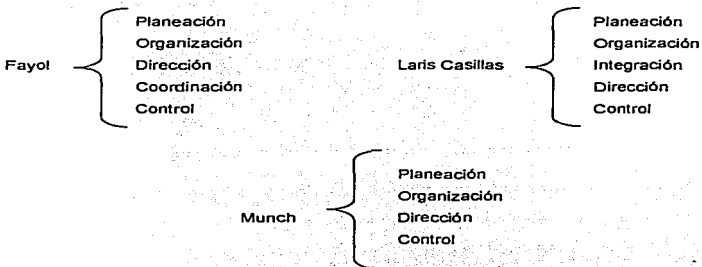 Fayol
Planeación
Organización
Dirección
Coordinación
Control
Laris Casillas
Planeación
Organización
Integración
Dirección
Control
Munch
Planeación
Organización
Dirección
Control